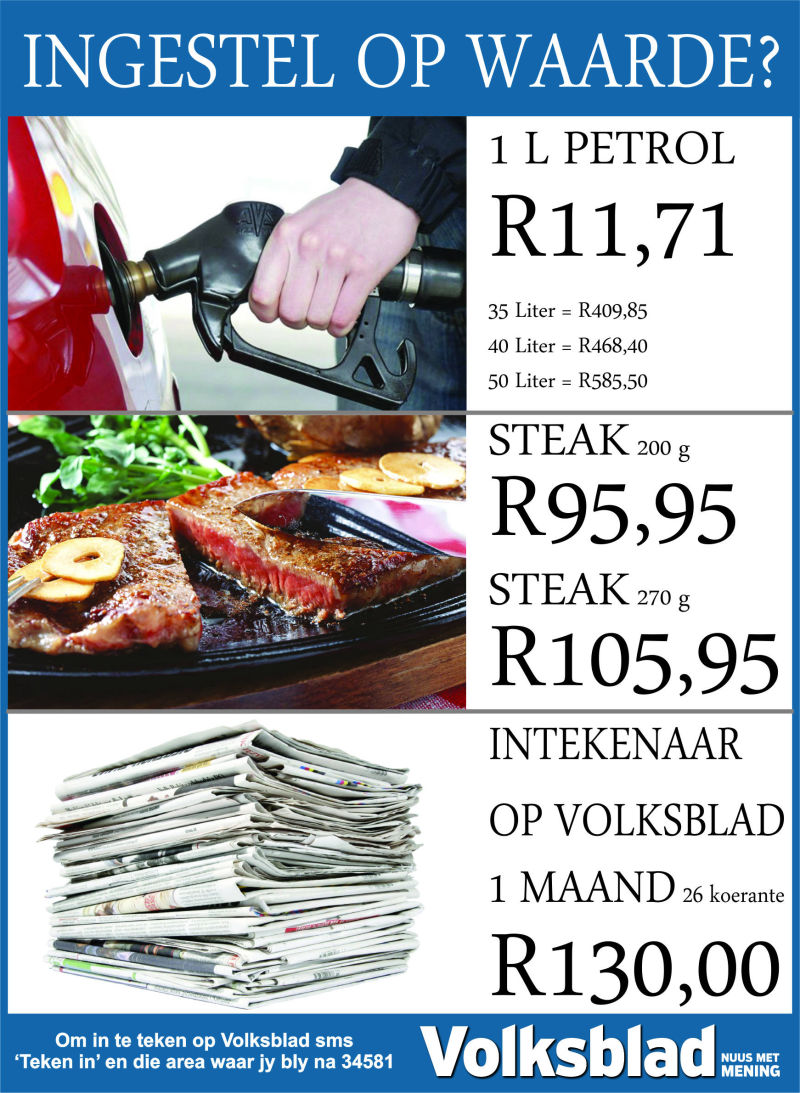 INGESTEL OP WAARDE?
1 L PETROL
R11,71
35 Liter = R409,85
40 Liter = R468,40
50 Liter = R585,50
STEAK 200 g
R95,95
STEAK 270 g
R105,95
INTEKENAAR
OP VOLKSBLAD
1 MAAND 26 koerante
R130,00
Om in te teken op Volksblad sms
‘Teken in’ en die area waar jy bly na 34581
Volksblad NUUS MET
MENING